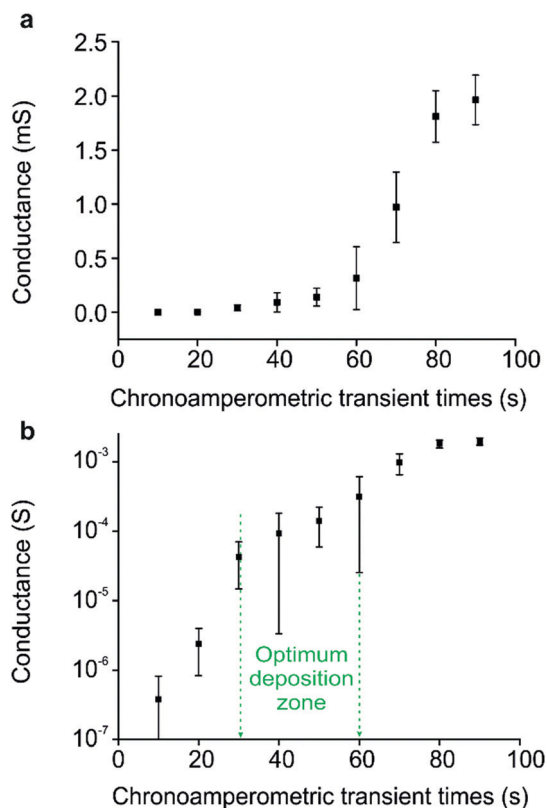 a
Conductance (mS)
2.5
2.0
1.5
1.0
0.5
0.0
0 20 40 60 80 100
Chronoamperometric transient times (s)
b
Conductance (S)
10⁻³
10⁻⁴
10⁻⁵
10⁻⁶
10⁻⁷
Optimum
deposition
zone
0 20 40 60 80 100
Chronoamperometric transient times (s)